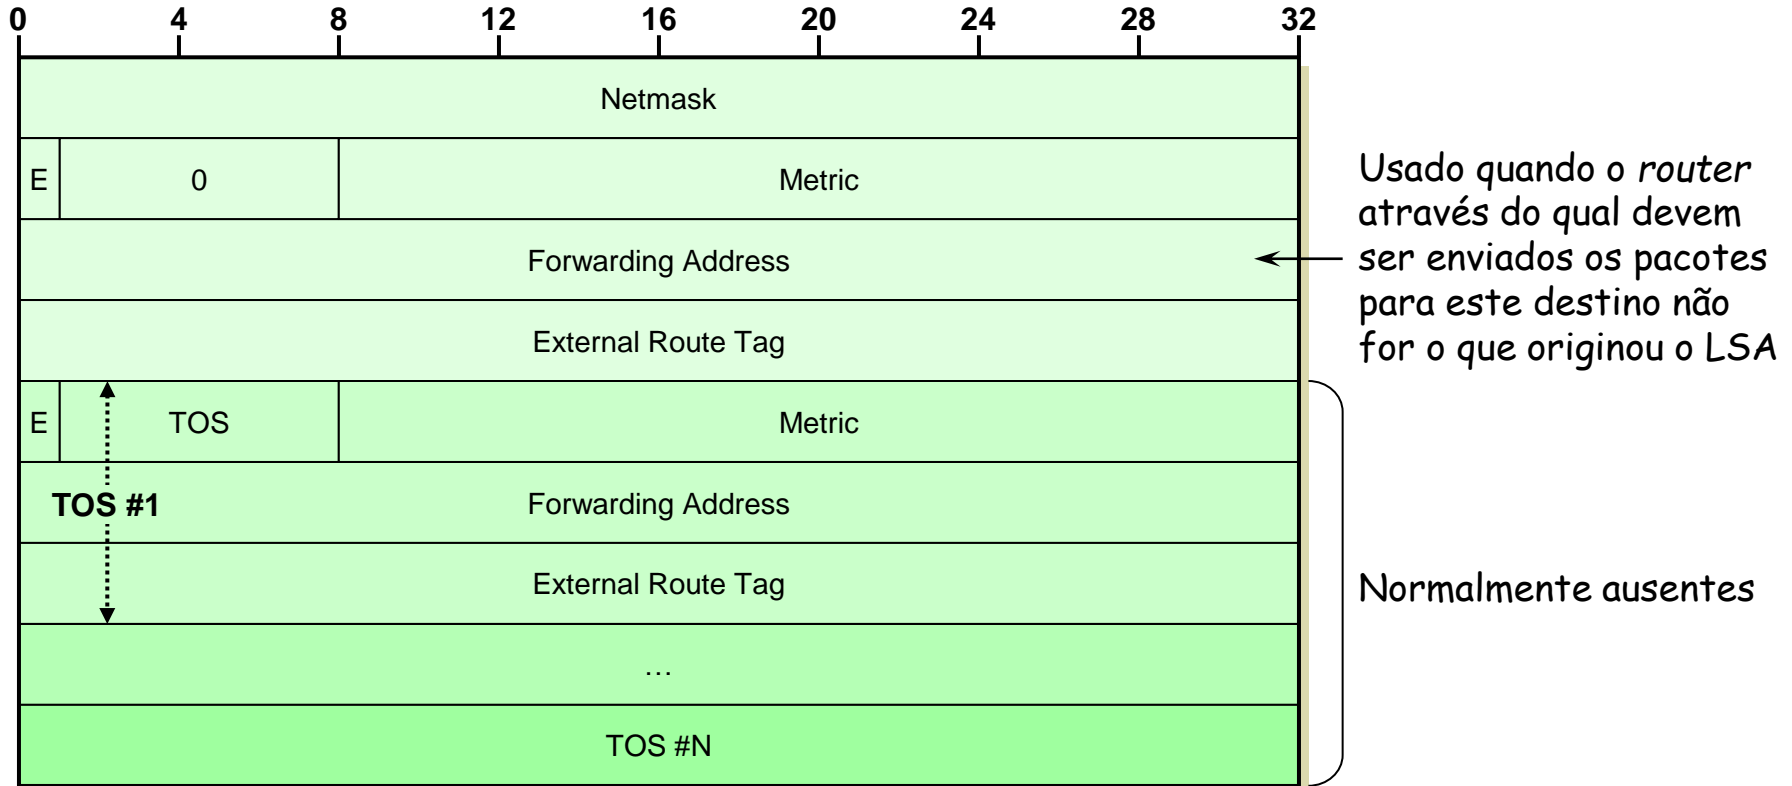 0 4 8 12 16 20 24 28 32
Netmask
E 0 Metric
Forwarding Address
External Route Tag
Usado quando o router
através do qual devem
ser enviados os pacotes
para este destino não
for o que originou o LSA
E TOS Metric
TOS #1 Forwarding Address
External Route Tag
...
TOS #N
Normalmente ausentes